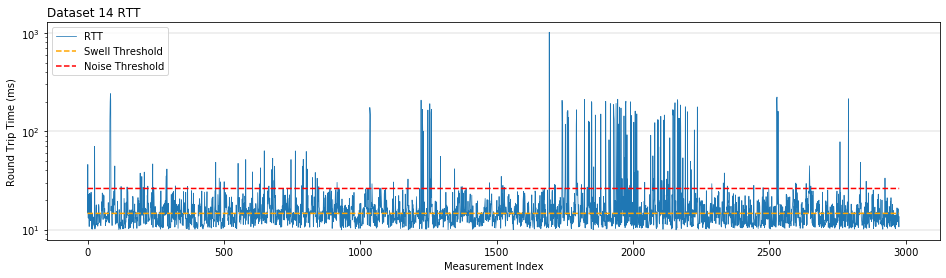 Dataset 14 RTT
RTT
Swell Threshold
Noise Threshold
Round Trip Time (ms)
10³
10²
10¹
0 500 1000 1500 2000 2500 3000
Measurement Index